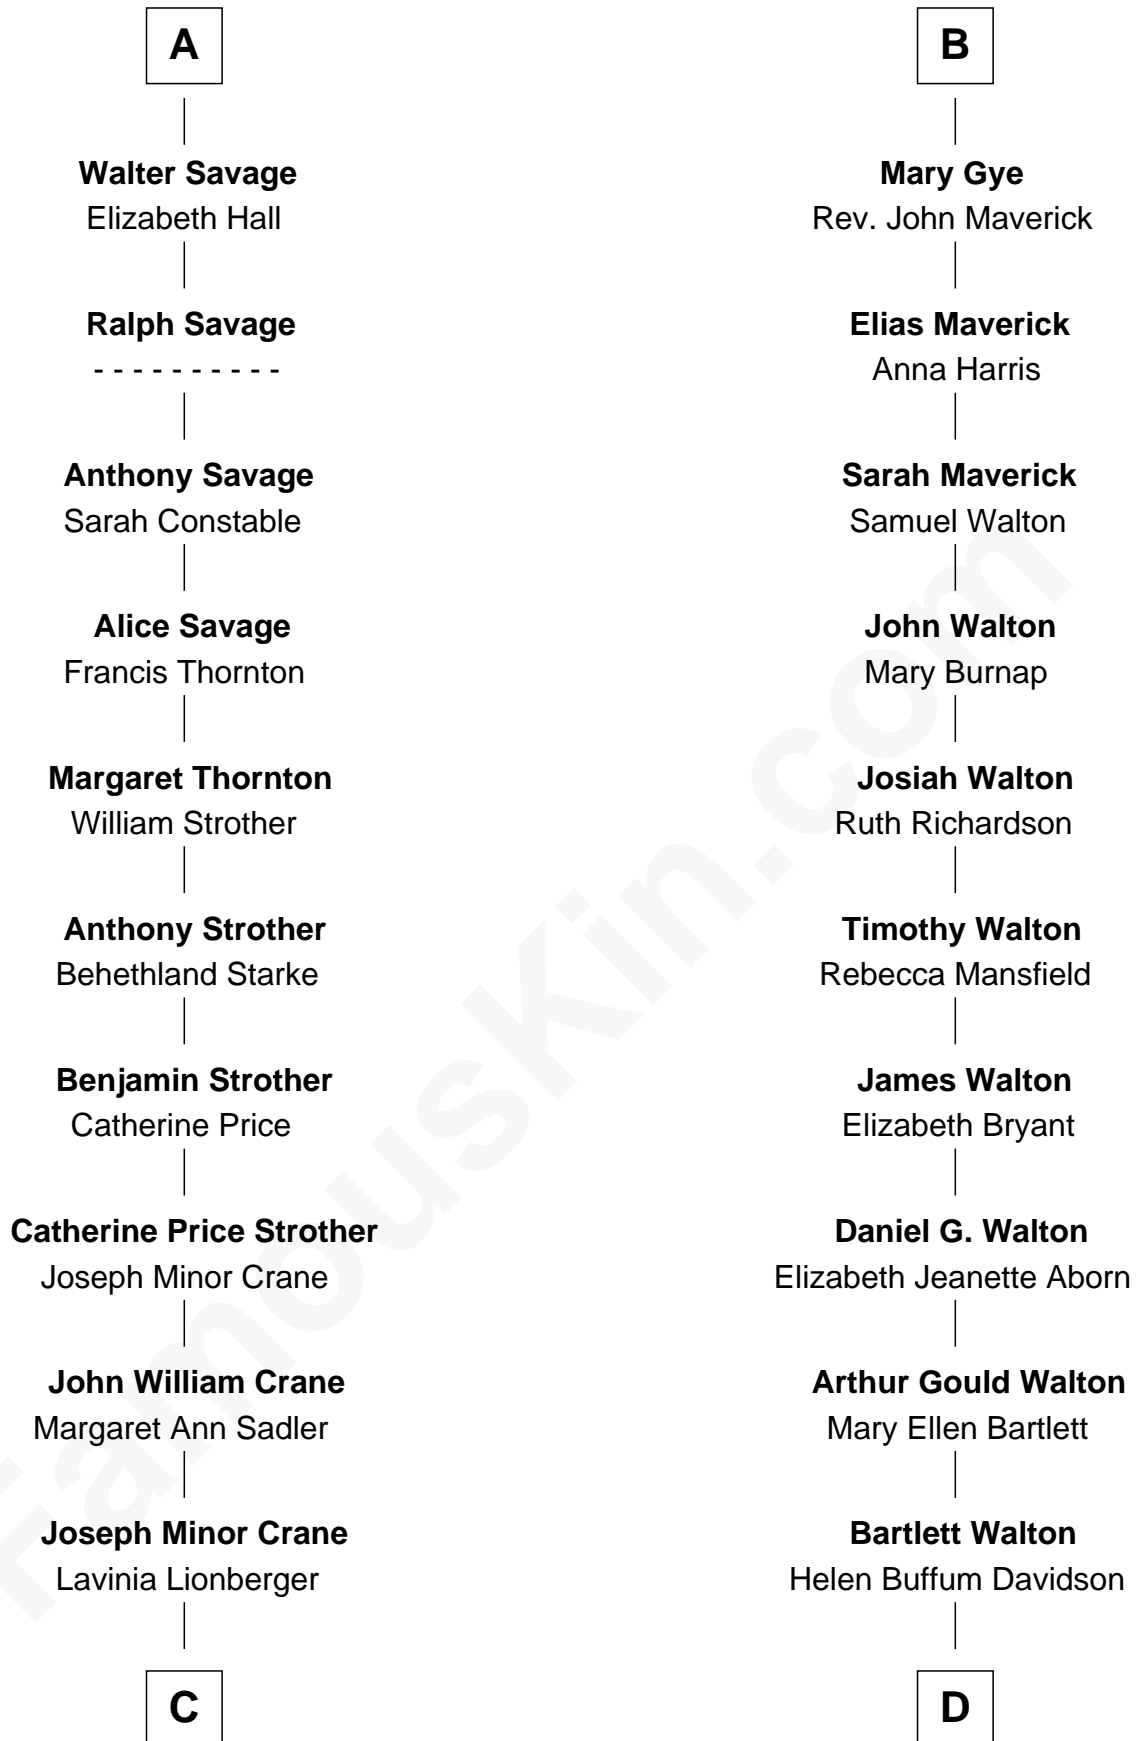 A
Walter Savage
Elizabeth Hall
Ralph Savage
- - - - - - - - - -
Anthony Savage
Sarah Constable
Alice Savage
Francis Thornton
Margaret Thornton
William Strother
Anthony Strother
Behethland Starke
Benjamin Strother
Catherine Price
Catherine Price Strother
Joseph Minor Crane
John William Crane
Margaret Ann Sadler
Joseph Minor Crane
Lavinia Lionberger
C
B
Mary Gye
Rev. John Maverick
Elias Maverick
Anna Harris
Sarah Maverick
Samuel Walton
John Walton
Mary Burnap
Josiah Walton
Ruth Richardson
Timothy Walton
Rebecca Mansfield
James Walton
Elizabeth Bryant
Daniel G. Walton
Elizabeth Jeanette Aborn
Arthur Gould Walton
Mary Ellen Bartlett
Bartlett Walton
Helen Buffum Davidson
D
FamousKin.com